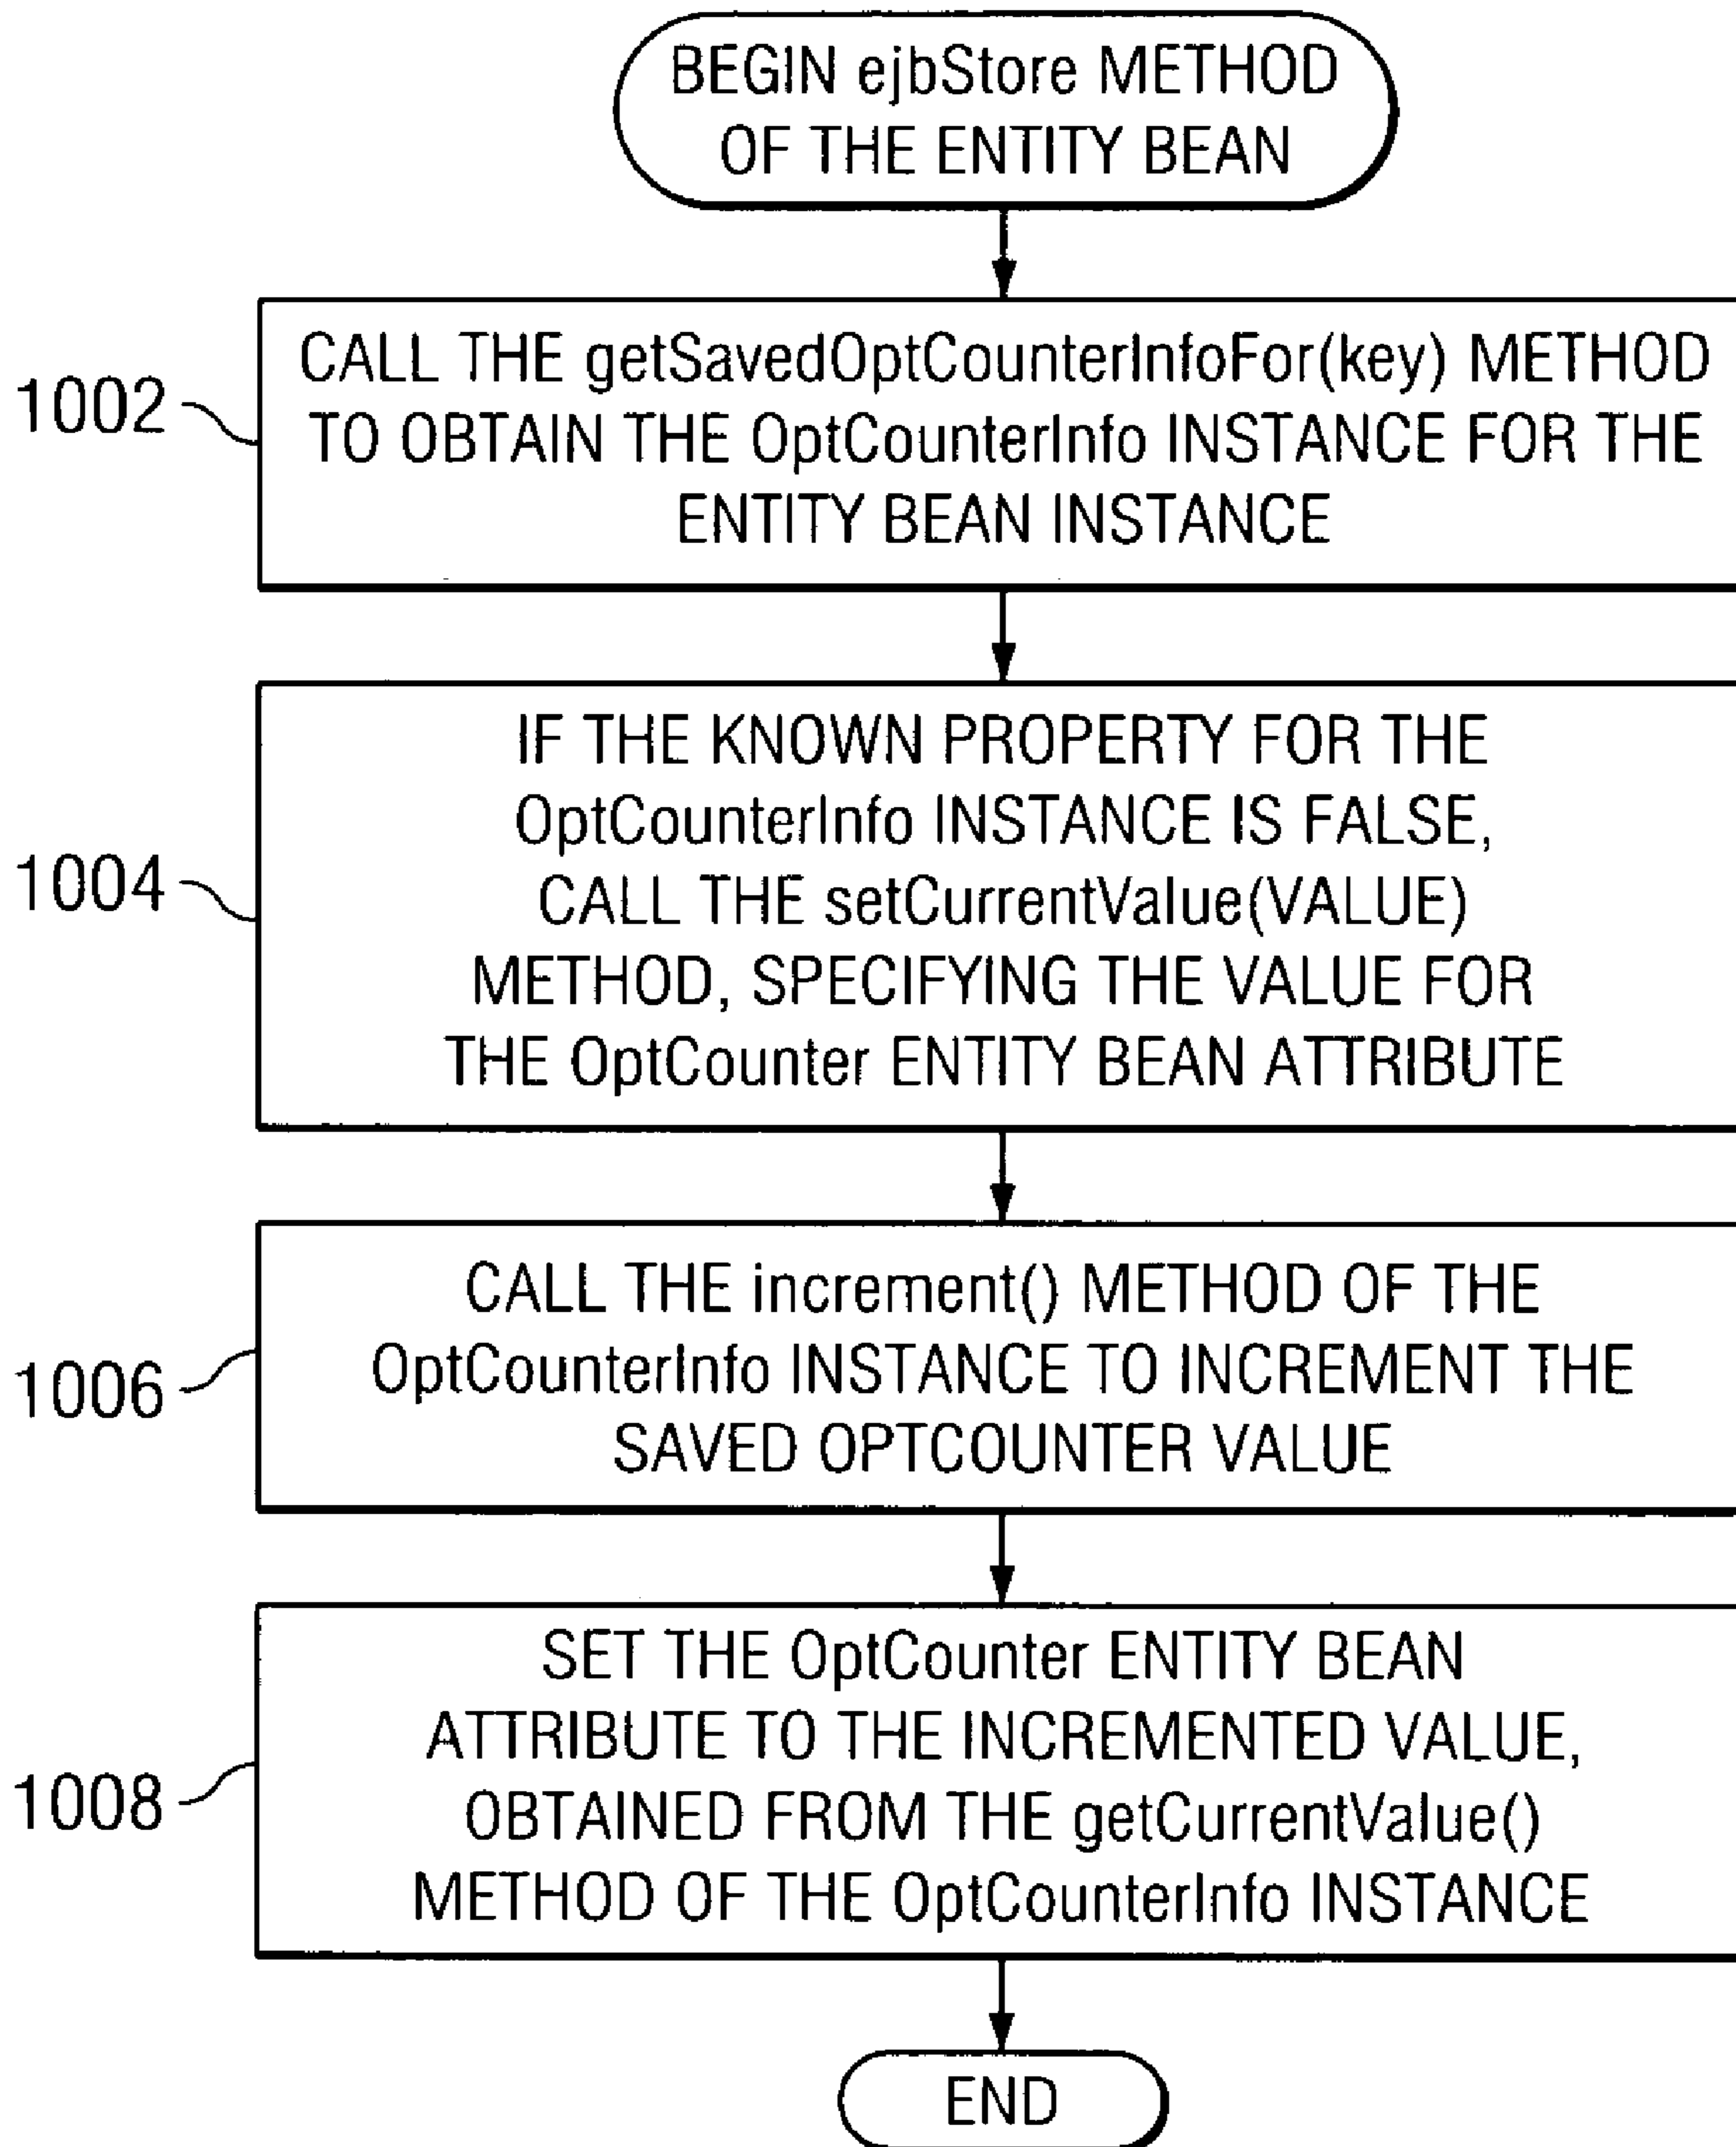 BEGIN ejbStore METHOD
OF THE ENTITY BEAN
1002
CALL THE getSavedOptCounterInfoFor(key) METHOD
TO OBTAIN THE OptCounterInfo INSTANCE FOR THE
ENTITY BEAN INSTANCE
1004
IF THE KNOWN PROPERTY FOR THE
OptCounterInfo INSTANCE IS FALSE,
CALL THE setCurrentValue(VALUE)
METHOD, SPECIFYING THE VALUE FOR
THE OptCounter ENTITY BEAN ATTRIBUTE
1006
CALL THE increment() METHOD OF THE
OptCounterInfo INSTANCE TO INCREMENT THE
SAVED OPTCOUNTER VALUE
1008
SET THE OptCounter ENTITY BEAN
ATTRIBUTE TO THE INCREMENTED VALUE,
OBTAINED FROM THE getCurrentValue()
METHOD OF THE OptCounterInfo INSTANCE
END